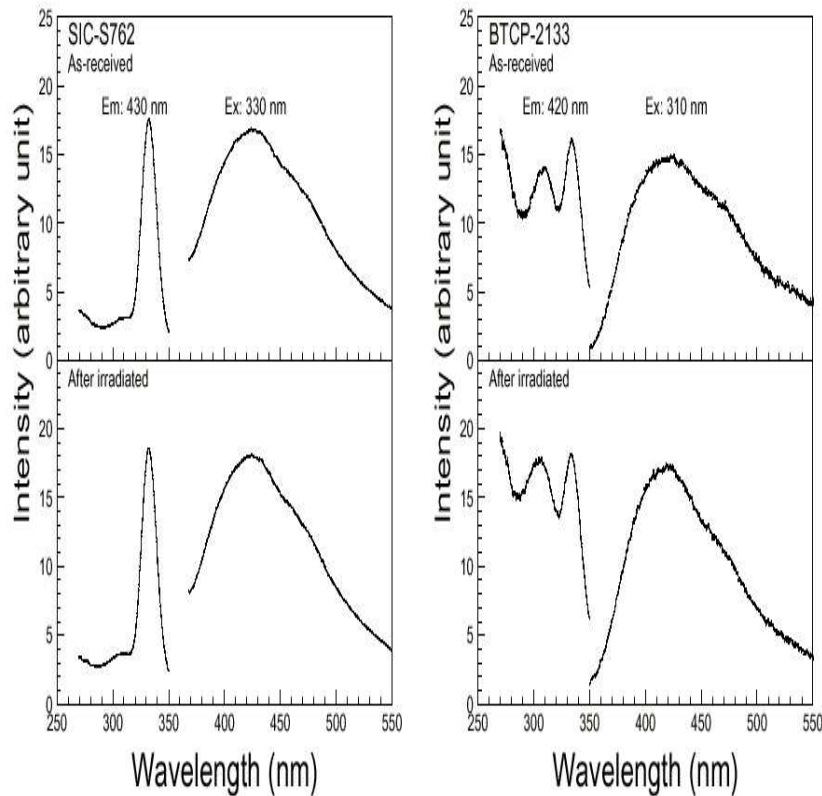 SIC-S762
As-received
Em: 430 nm Ex: 330 nm
After irradiated
Intensity (arbitrary unit)
25
20
15
10
5
0
20
15
10
5
0
250 300 350 400 450 500 550
Wavelength (nm)
BTCP-2133
As-received
Em: 420 nm Ex: 310 nm
After irradiated
Intensity (arbitrary unit)
25
20
15
10
5
0
20
15
10
5
0
250 300 350 400 450 500 550
Wavelength (nm)